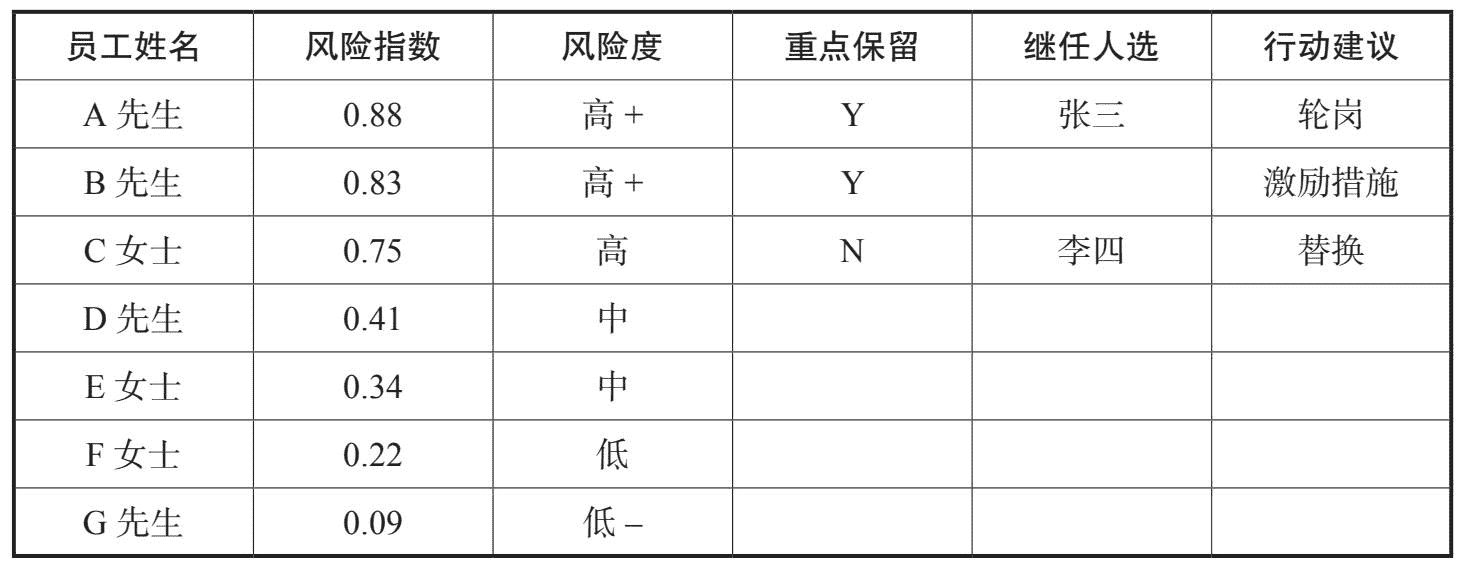 员工姓名 风险指数 风险度 重点保留 继任人选 行动建议
A 先生 0.88 高 + Y 张三 轮岗
B 先生 0.83 高 + Y 激励措施
C 女士 0.75 高 N 李四 替换
D 先生 0.41 中
E 女士 0.34 中
F 女士 0.22 低
G 先生 0.09 低 –